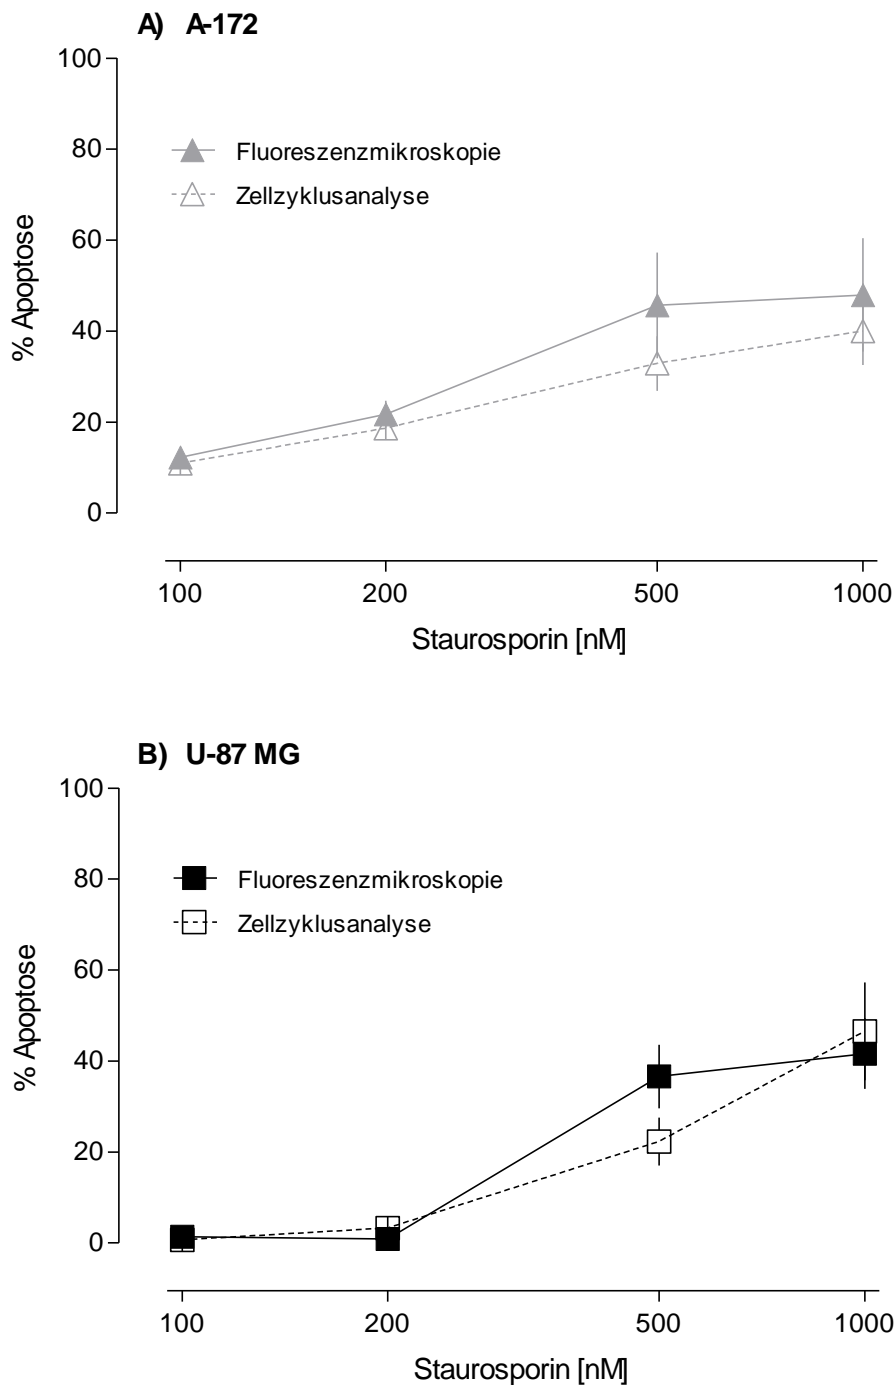 A) A-172
100
80
60
40
20
0
% Apoptose
Fluoreszenzmikroskopie
Zellzyklusanalyse
100 200 500 1000
Staurosporin [nM]
B) U-87 MG
100
80
60
40
20
0
% Apoptose
Fluoreszenzmikroskopie
Zellzyklusanalyse
100 200 500 1000
Staurosporin [nM]